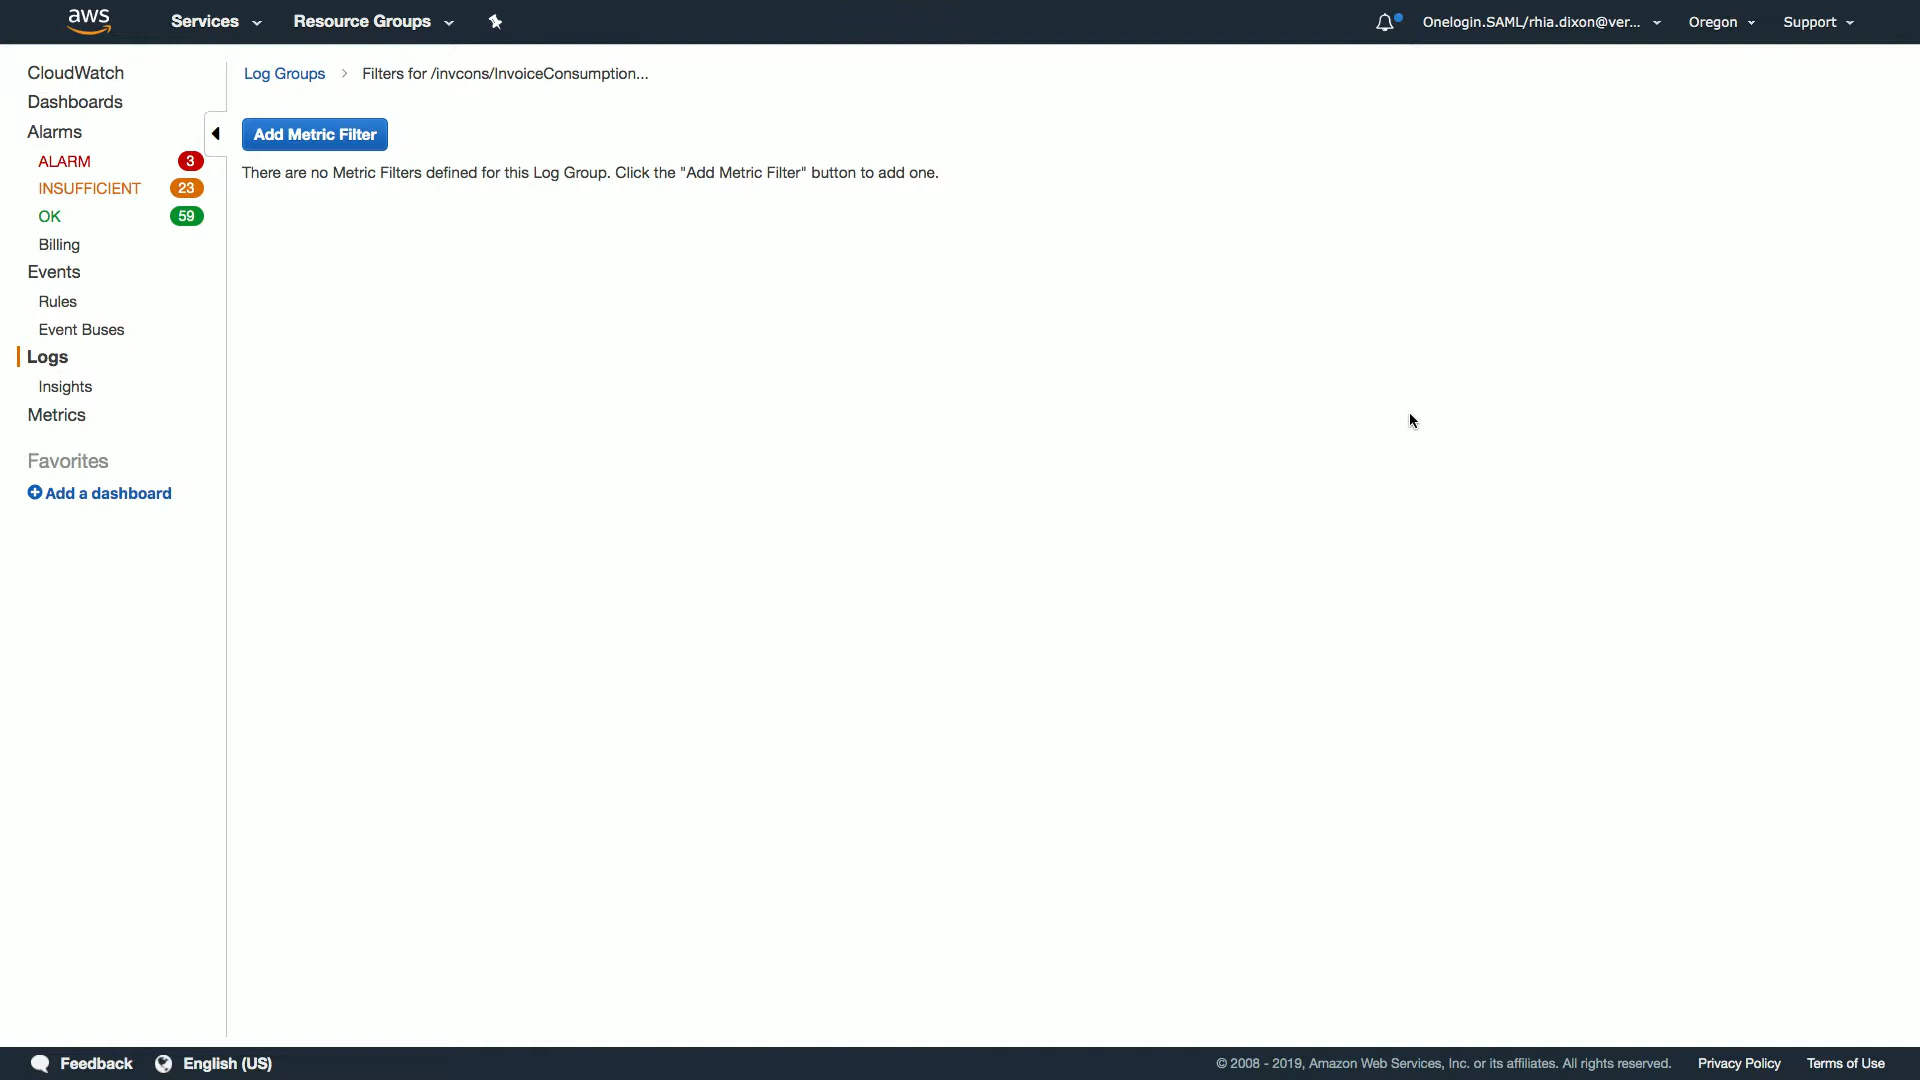 aws
Services
Resource Groups
Onelogin.SAML/rhia.dixon@ver...
Oregon
Support
CloudWatch
Dashboards
Alarms
ALARM 3
INSUFFICIENT 23
OK 59
Billing
Events
Rules
Event Buses
Logs
Insights
Metrics
Favorites
Add a dashboard
Log Groups
Filters for /invcons/InvoiceConsumption...
Add Metric Filter
There are no Metric Filters defined for this Log Group. Click the "Add Metric Filter" button to add one.
Feedback
English (US)
© 2008 - 2019, Amazon Web Services, Inc. or its affiliates. All rights reserved.
Privacy Policy
Terms of Use